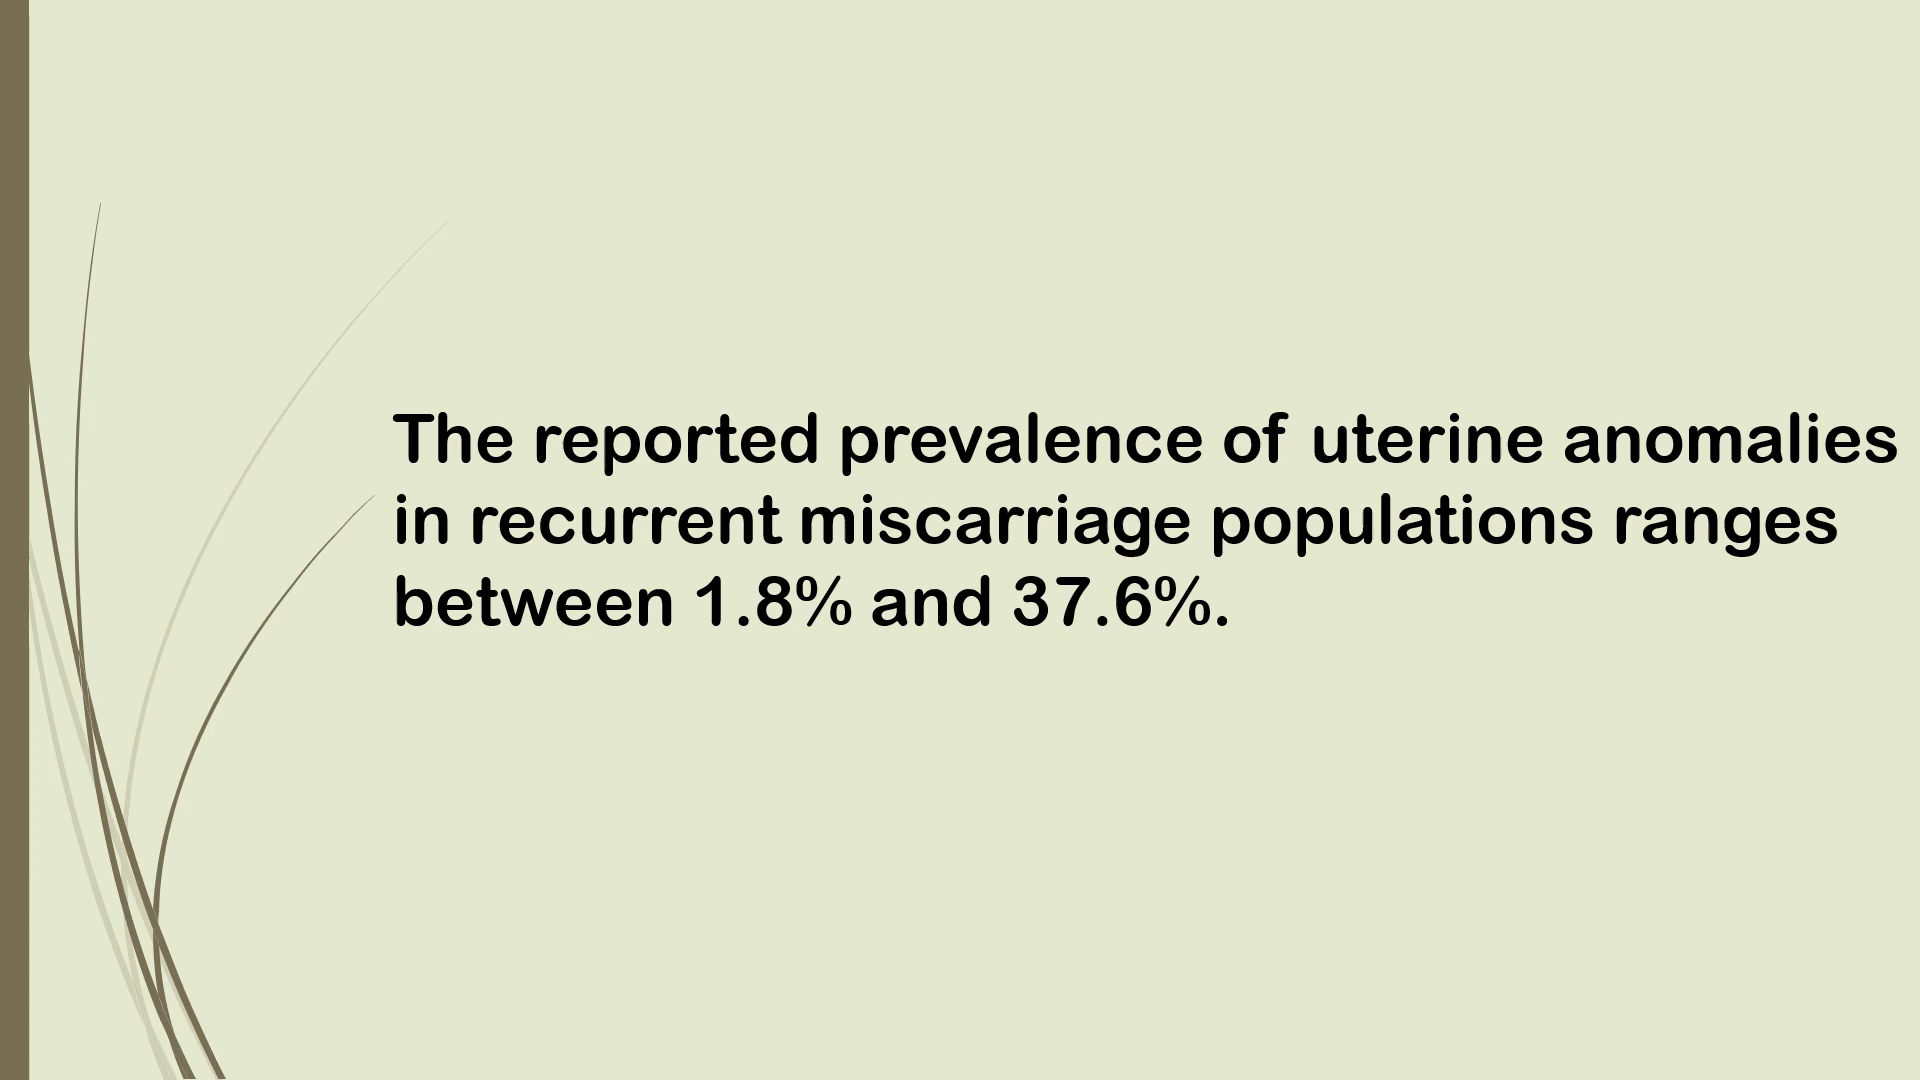 The reported prevalence of uterine anomalies
in recurrent miscarriage populations ranges
between 1.8% and 37.6%.